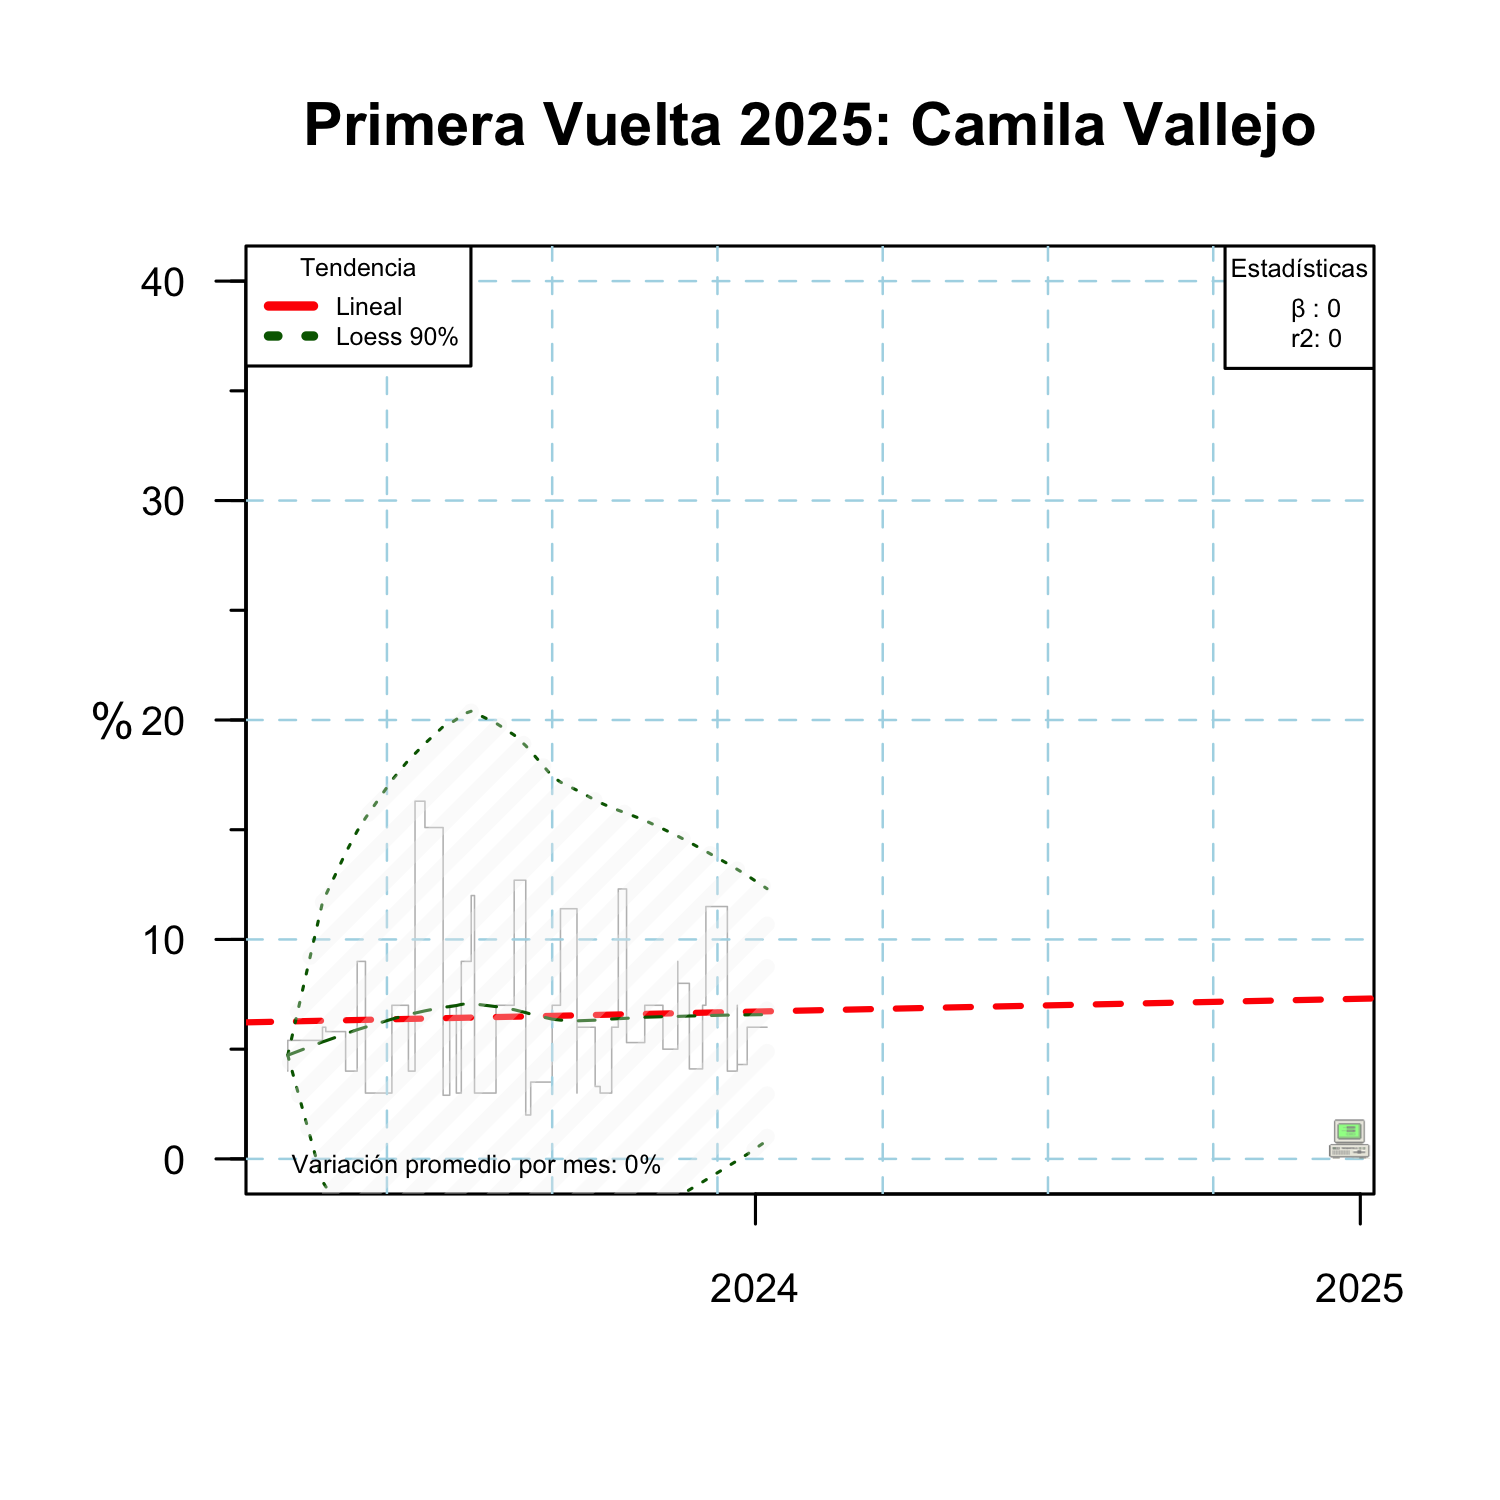 Primera Vuelta 2025: Camila Vallejo
Tendencia
Lineal
Loess 90%
Estadísticas
β : 0
r2: 0
40
30
% 20
10
0
Variación promedio por mes: 0%
2024
2025